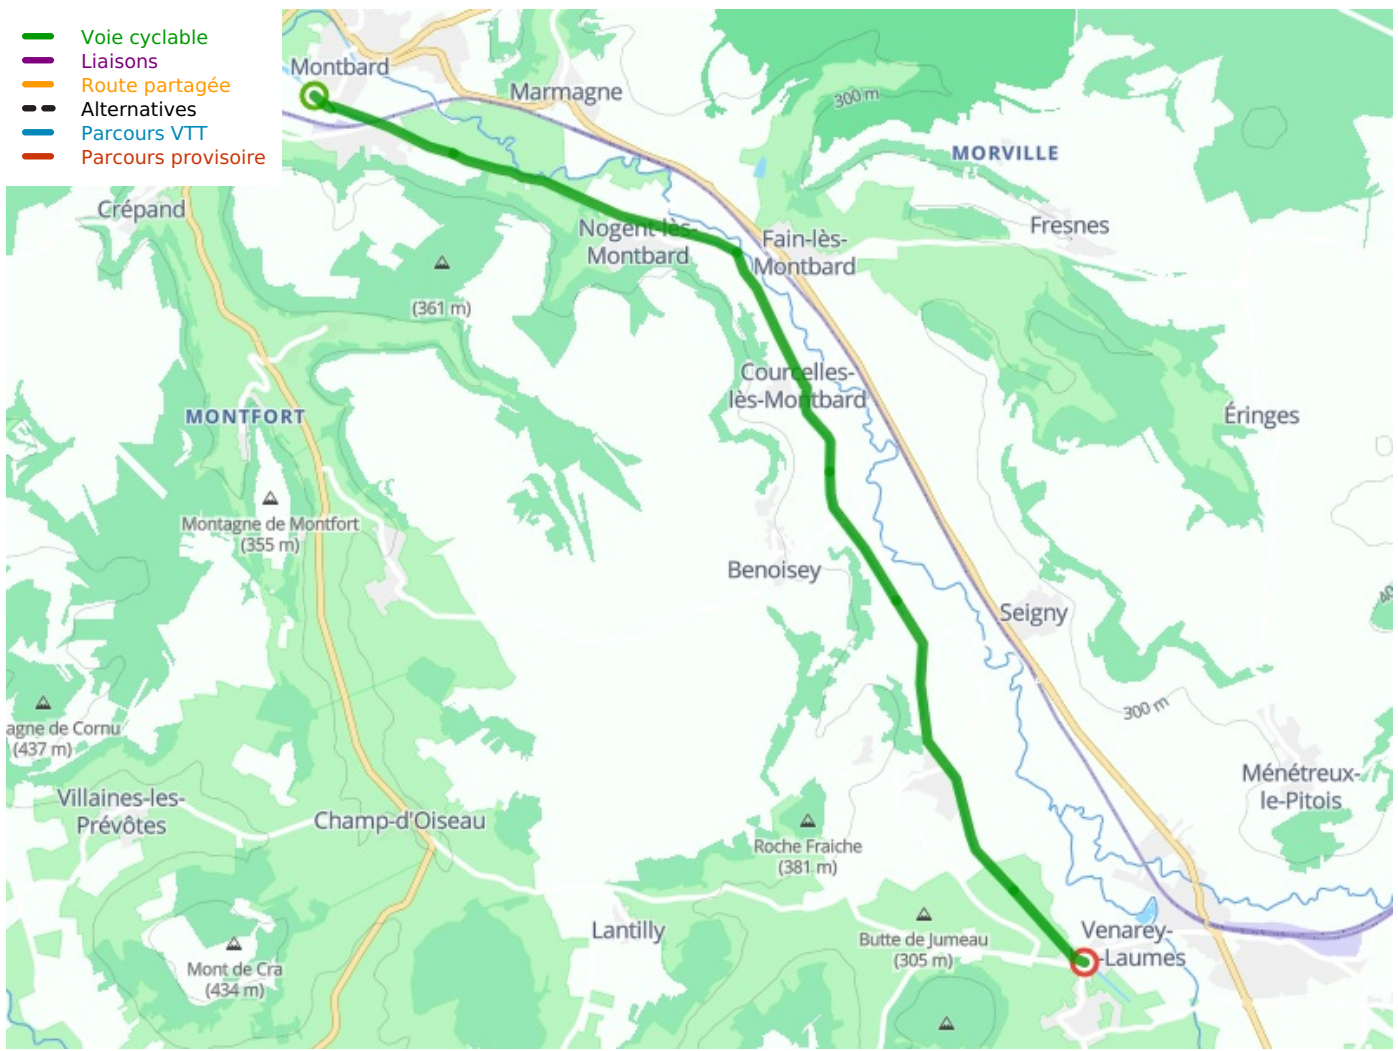 Voie cyclable
Liaisons
Route partagée
Alternatives
Parcours VTT
Parcours provisoire
Montbard
Marmagne
300 m
MORVILLE
Crépand
Fresnes
Nogent-lès-
Montbard
Fain-lès-
Montbard
(361 m)
Courcelles-
lès-Montbard
MONTFORT
Éringes
Montagne de Montfort
(355 m)
Benoisey
Seigny
300 m
agne de Cornu
(437 m)
Ménétreux-
le-Pitois
Villaines-les-
Prévôtes
Champ-d'Oiseau
Roche Fraiche
(381 m)
Lantilly
Butte de Jumeau
(305 m)
Venarey-
-Laumes
Mont de Cra
(434 m)